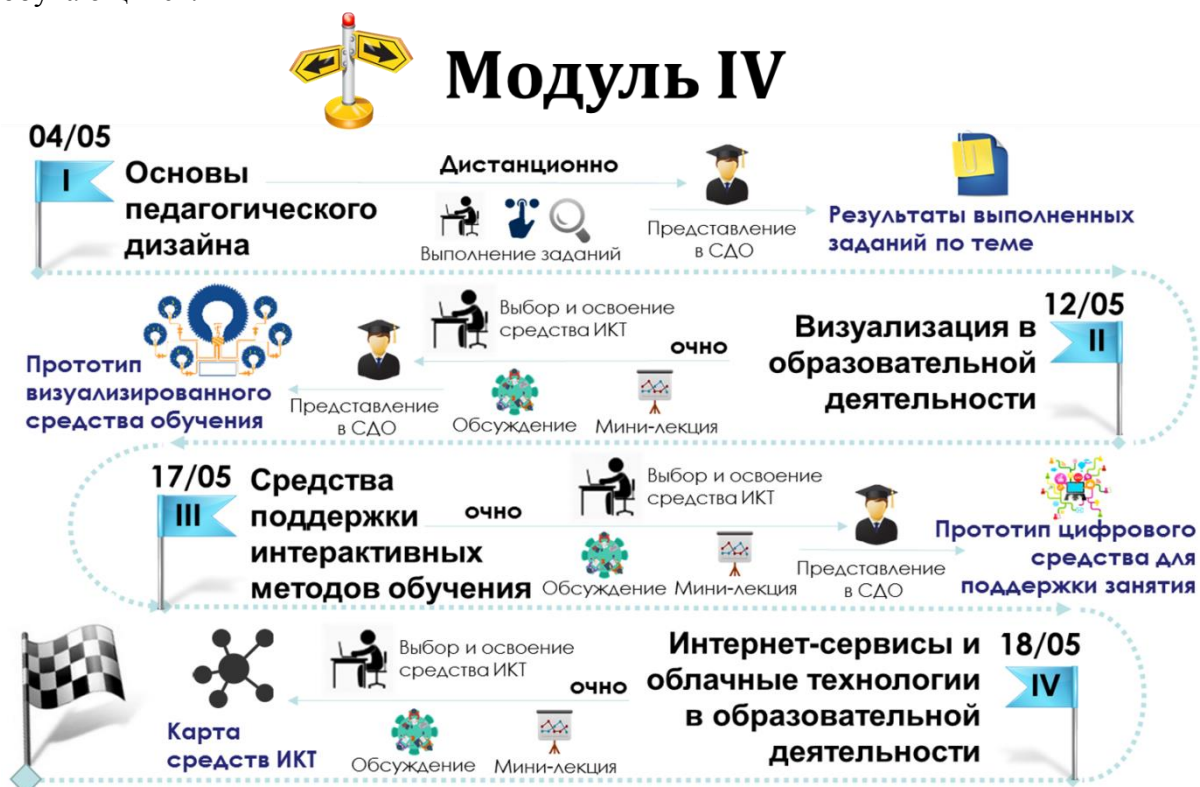 Модуль IV
04/05
I
Основы
педагогического
дизайна
Дистанционно
Выполнение заданий
Представление
в СДО
Результаты выполненных
заданий по теме
12/05
II
Визуализация в
образовательной
деятельности
очно
Выбор и освоение
средства ИКТ
Обсуждение
Мини-лекция
Представление
в СДО
Прототип
визуализированного
средства обучения
17/05
III
Средства
поддержки
интерактивных
методов обучения
очно
Выбор и освоение
средства ИКТ
Обсуждение
Мини-лекция
Представление
в СДО
Прототип цифрового
средства для
поддержки занятия
18/05
IV
Интернет-сервисы и
облачные технологии
в образовательной
деятельности
очно
Выбор и освоение
средства ИКТ
Обсуждение
Мини-лекция
Карта
средств ИКТ